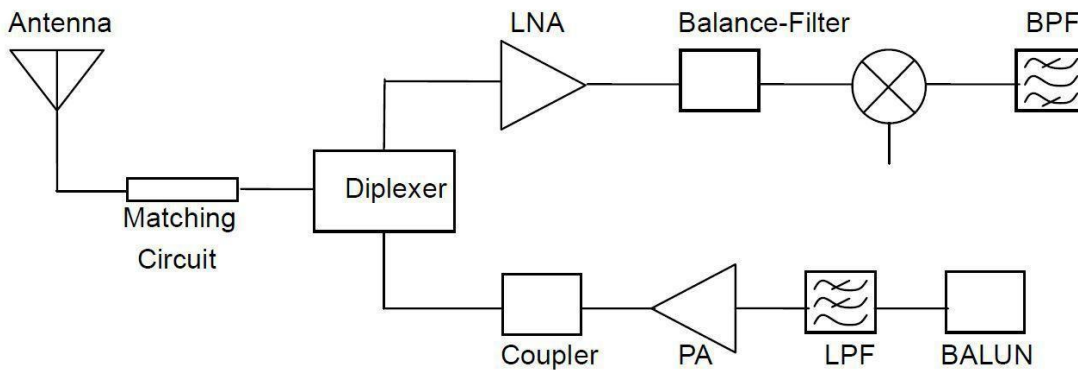 Antenna
LNA
Balance-Filter
BPF
Diplexer
Matching
Circuit
Coupler
PA
LPF
BALUN